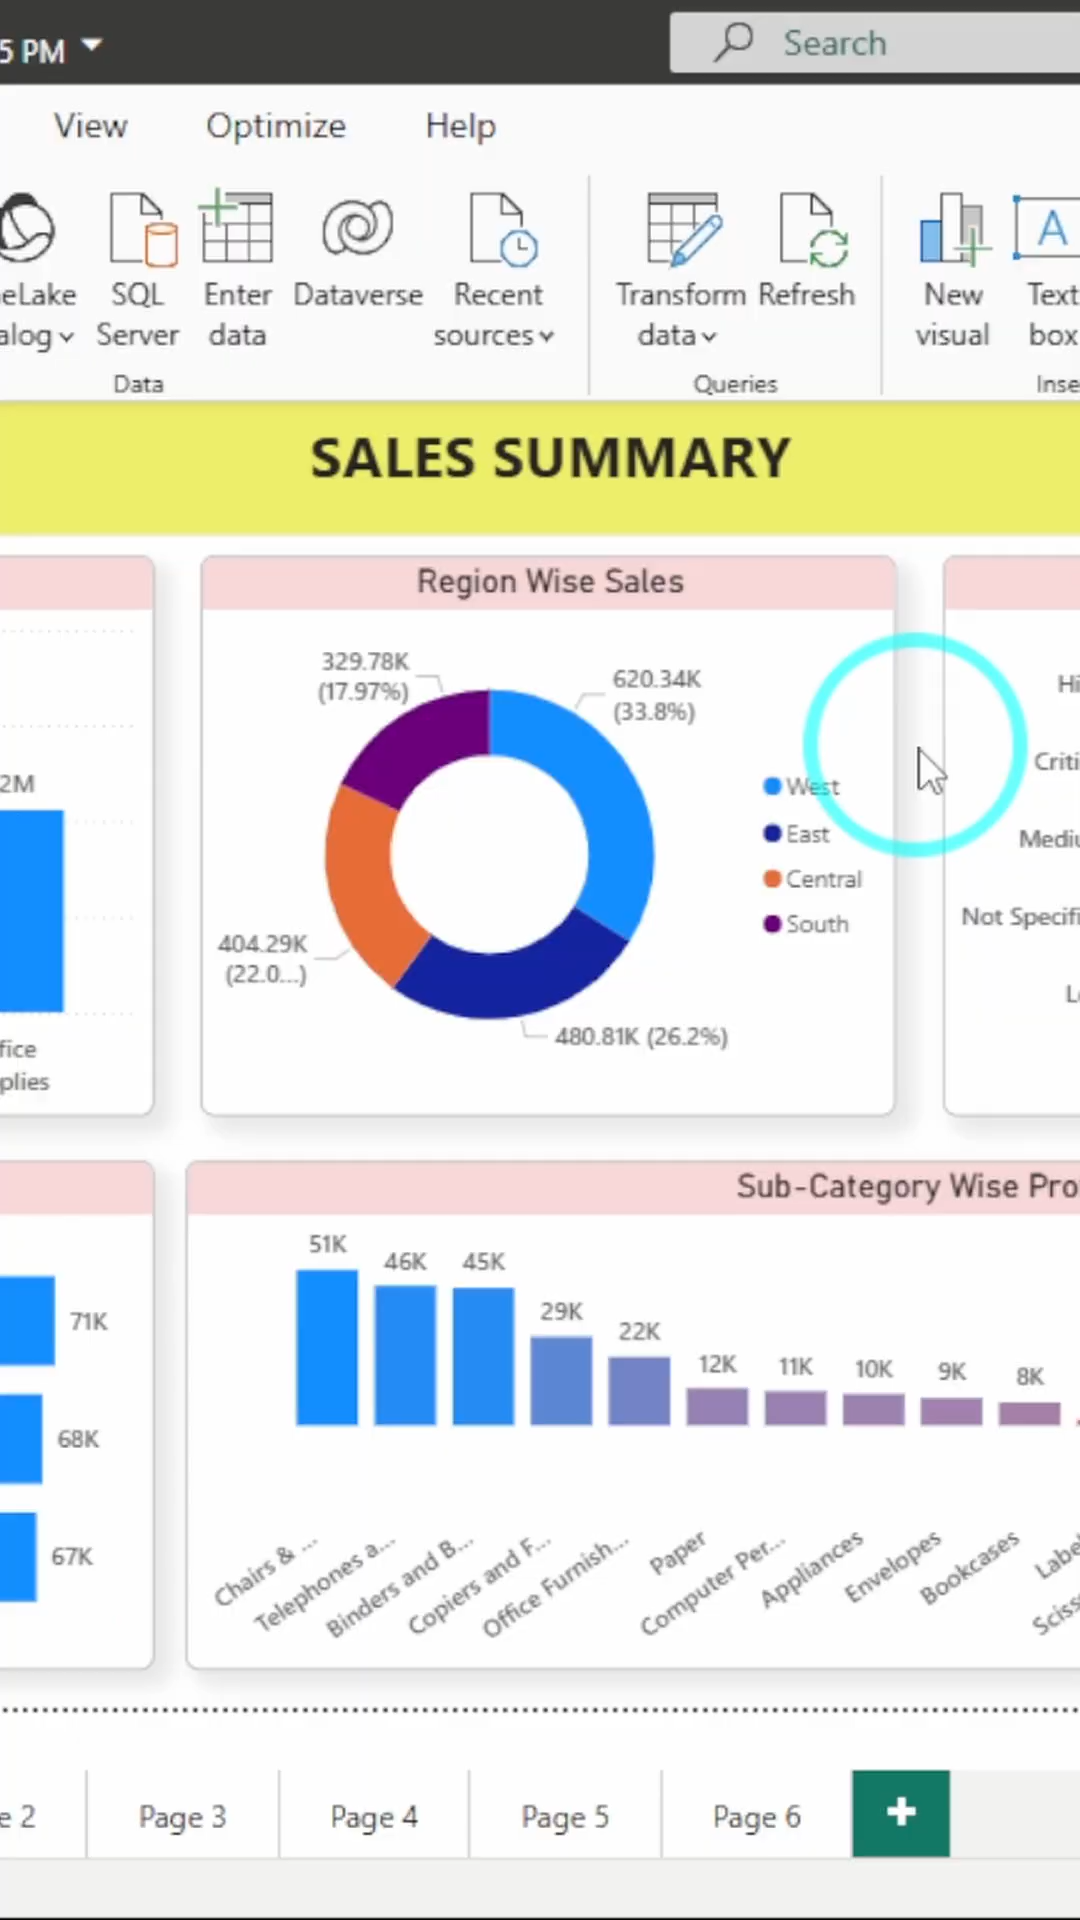 5 PM
Search
View Optimize Help
eLake
alog
SQL
Server
Enter
data
Dataverse
Recent
sources
Transform
data
Refresh
New
visual
A
Text
box
Data
Queries
Inse
SALES SUMMARY
Region Wise Sales
329.78K
(17.97%)
620.34K
(33.8%)
404.29K
(22.0...)
480.81K (26.2%)
West
East
Central
South
2M
fice
plies
Hi
Criti
Mediu
Not Specifi
L
71K
68K
67K
Sub-Category Wise Pro
51K
46K
45K
29K
22K
12K
11K
10K
9K
8K
Chairs & ...
Telephones a...
Binders and B...
Copiers and F...
Office Furnish...
Paper
Computer Per...
Appliances
Envelopes
Bookcases
Labe
Sciss
e 2
Page 3
Page 4
Page 5
Page 6